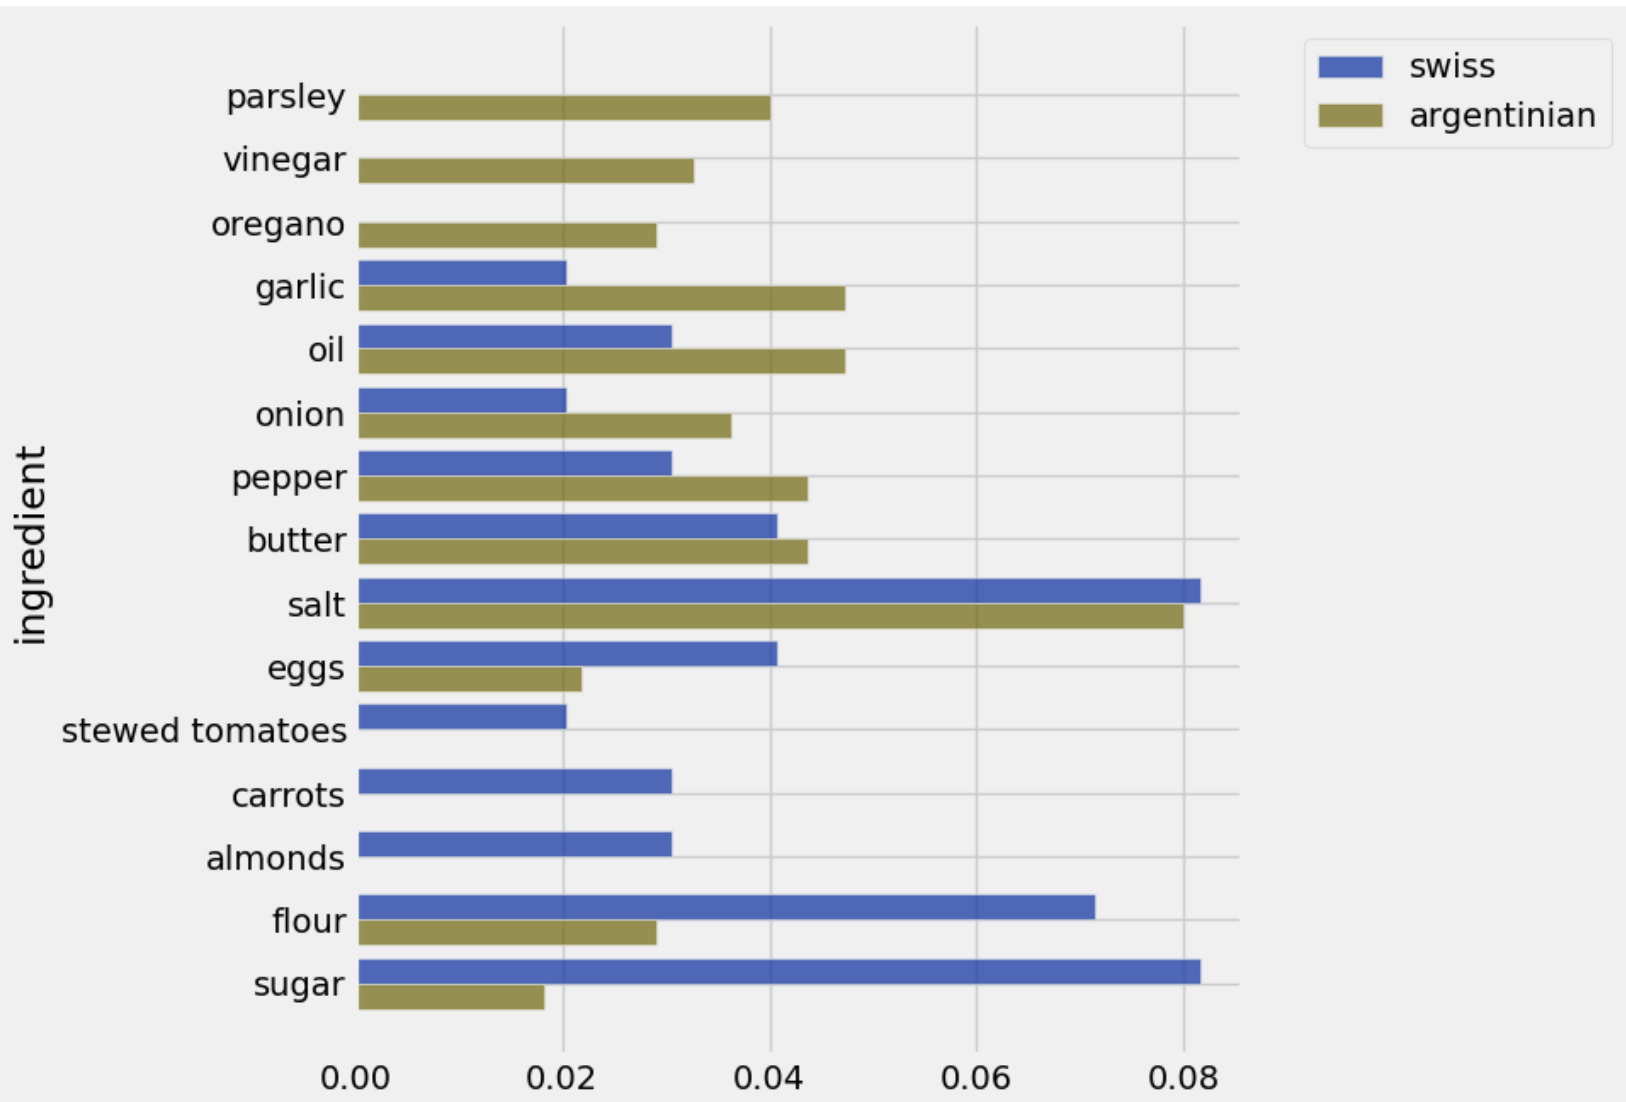 swiss
argentinian
parsley
vinegar
oregano
garlic
oil
onion
pepper
butter
salt
eggs
stewed tomatoes
carrots
almonds
flour
sugar
ingredient
0.00 0.02 0.04 0.06 0.08